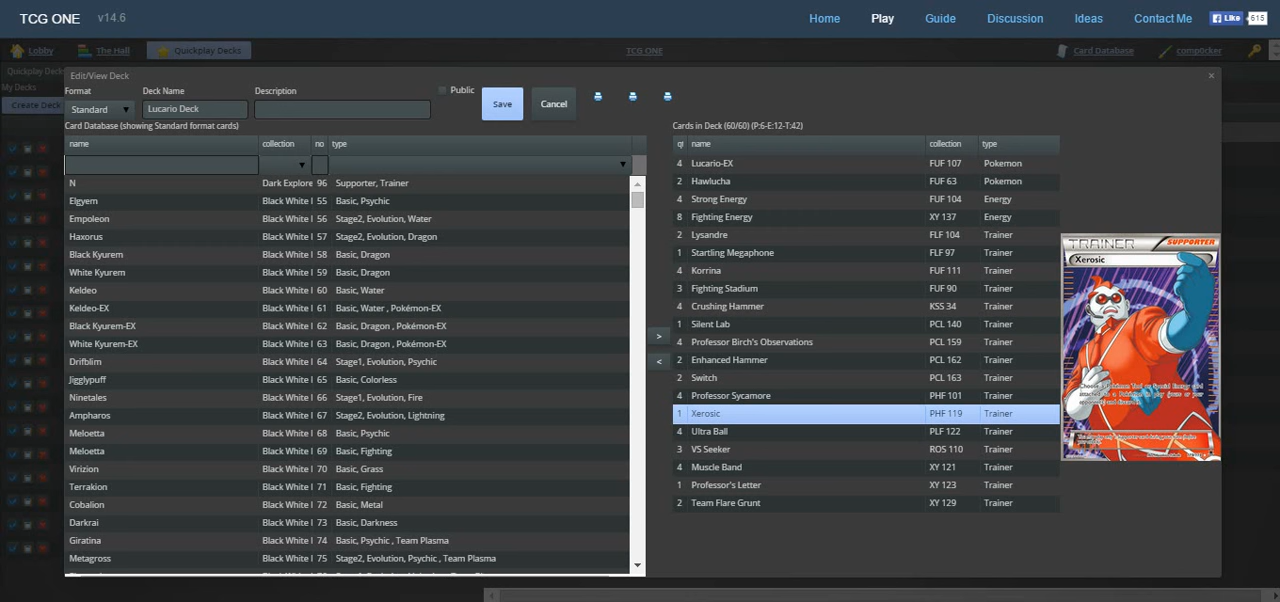 TCG ONE v14.6 Home Play Guide Discussion Ideas Contact Me Like 615
Lobby The Hall Quickplay Decks TCG ONE Card Database comp0cker
Quickplay Deck
Edit/View Deck
My Decks
Create Deck
Format Deck Name Description Public Save Cancel
Standard Lucario Deck
Card Database (showing Standard format cards)
name collection no type
N Dark Explore 96 Supporter, Trainer
Elgyem Black White 55 Basic, Psychic
Empoleon Black White 56 Stage2, Evolution, Water
Haxorus Black White 57 Stage2, Evolution, Dragon
Black Kyurem Black White 58 Basic, Dragon
White Kyurem Black White 59 Basic, Dragon
Keldeo Black White 60 Basic, Water
Keldeo-EX Black White 61 Basic, Water , Pokémon-EX
Black Kyurem-EX Black White 62 Basic, Dragon , Pokémon-EX
White Kyurem-EX Black White 63 Basic, Dragon , Pokémon-EX
Drifblim Black White 64 Stage1, Evolution, Psychic
Jigglypuff Black White 65 Basic, Colorless
Ninetales Black White 66 Stage1, Evolution, Fire
Ampharos Black White 67 Stage2, Evolution, Lightning
Meloetta Black White 68 Basic, Psychic
Meloetta Black White 69 Basic, Fighting
Virizion Black White 70 Basic, Grass
Terrakion Black White 71 Basic, Fighting
Cobalion Black White 72 Basic, Metal
Darkrai Black White 73 Basic, Darkness
Giratina Black White 74 Basic, Psychic , Team Plasma
Metagross Black White 75 Stage2, Evolution, Psychic , Team Plasma
> 
<
Cards in Deck (60/60) (P:6-E:12-T:42)
qt name collection type
4 Lucario-EX FUF 107 Pokemon
2 Hawlucha FUF 63 Pokemon
4 Strong Energy FUF 104 Energy
8 Fighting Energy XY 137 Energy
2 Lysandre FLF 104 Trainer
1 Startling Megaphone FLF 97 Trainer
4 Korrina FUF 111 Trainer
3 Fighting Stadium FUF 90 Trainer
4 Crushing Hammer KSS 34 Trainer
1 Silent Lab PCL 140 Trainer
4 Professor Birch's Observations PCL 159 Trainer
2 Enhanced Hammer PCL 162 Trainer
2 Switch PCL 163 Trainer
4 Professor Sycamore PHF 101 Trainer
1 Xerosic PHF 119 Trainer
4 Ultra Ball PLF 122 Trainer
3 VS Seeker ROS 110 Trainer
4 Muscle Band XY 121 Trainer
1 Professor's Letter XY 123 Trainer
2 Team Flare Grunt XY 129 Trainer
TRAINER SUPPORTER
Xerosic